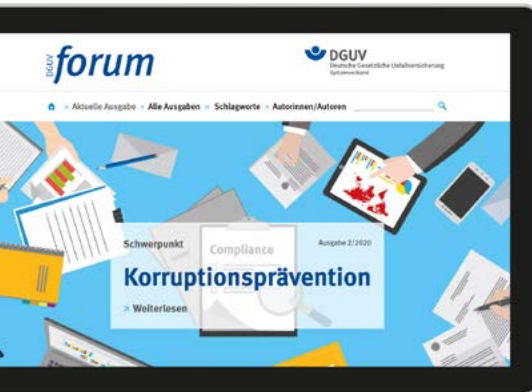 DGUV forum
DGUV
Deutsche Gesetzliche Unfallversicherung
Spitzenverband
» Aktuelle Ausgabe » Alle Ausgaben » Schlagworte » Autorinnen/Autoren
Schwerpunkt
Compliance
Ausgabe 2/2020
Korruptionsprävention
» Weiterlesen